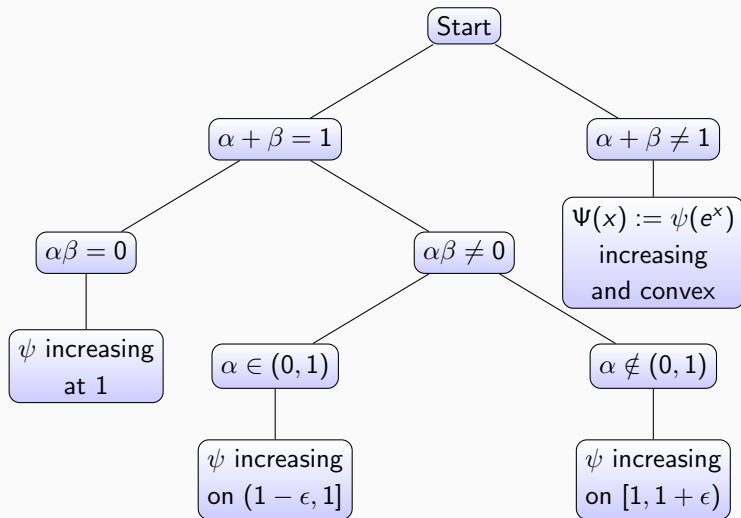 Start
α + β = 1
α + β ≠ 1
Ψ(x) := ψ(eˣ)
increasing
and convex
αβ = 0
αβ ≠ 0
ψ increasing
at 1
α ∈ (0, 1)
α ∉ (0, 1)
ψ increasing
on (1 − ϵ, 1]
ψ increasing
on [1, 1 + ϵ)